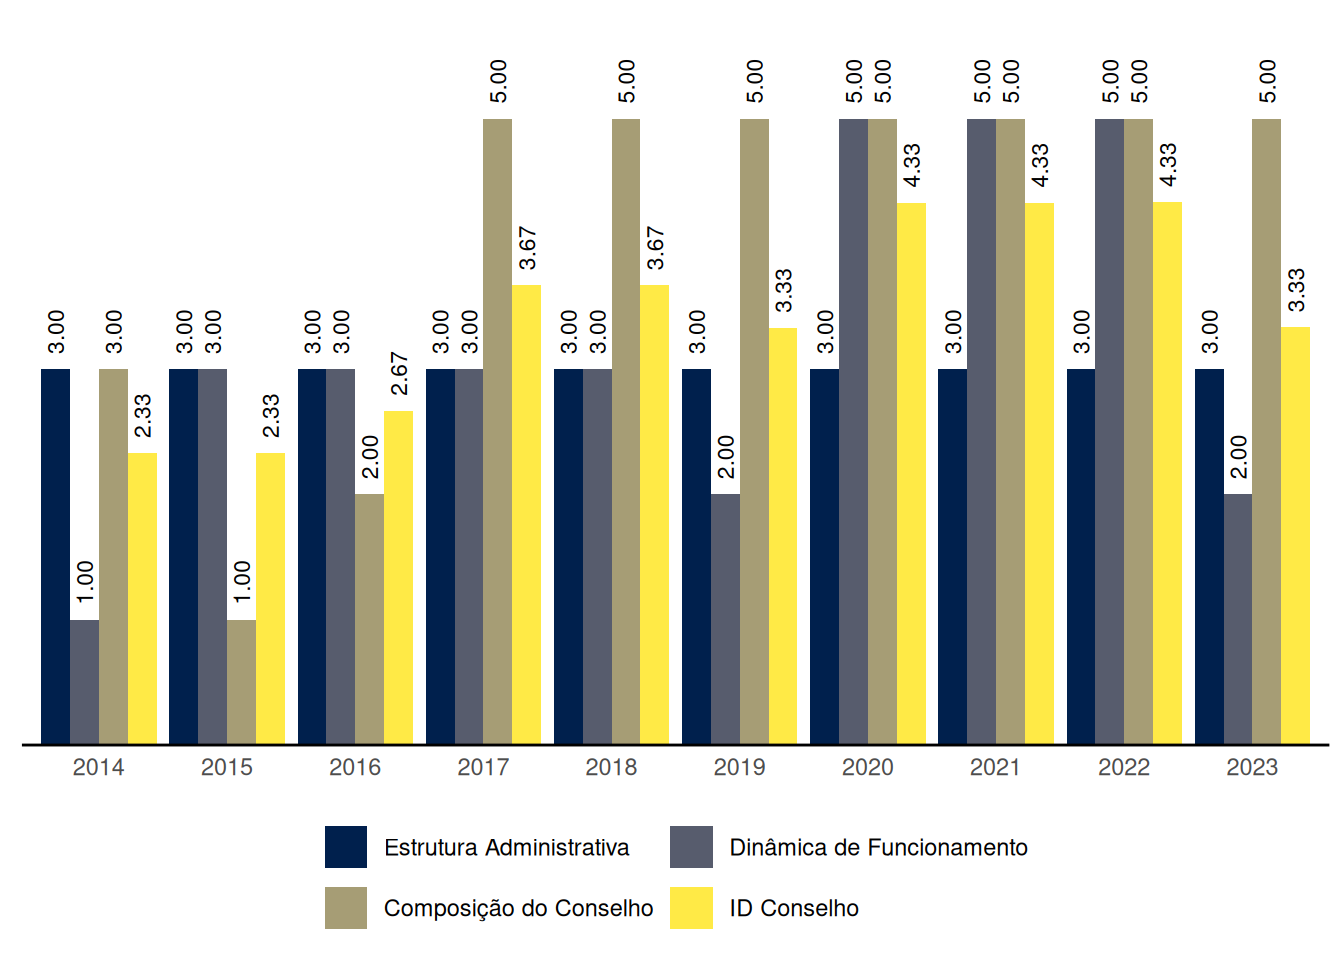 5.00 5.00 5.00 5.00 5.00 5.00 5.00 5.00 5.00 5.00
4.33 4.33 4.33
3.67 3.67
3.33 3.33
3.00 3.00 3.00 3.00 3.00 3.00 3.00 3.00 3.00 3.00 3.00 3.00 3.00 3.00 3.00
2.67
2.33 2.33
2.00 2.00 2.00
1.00 1.00
2014 2015 2016 2017 2018 2019 2020 2021 2022 2023
Estrutura Administrativa Dinâmica de Funcionamento
Composição do Conselho ID Conselho